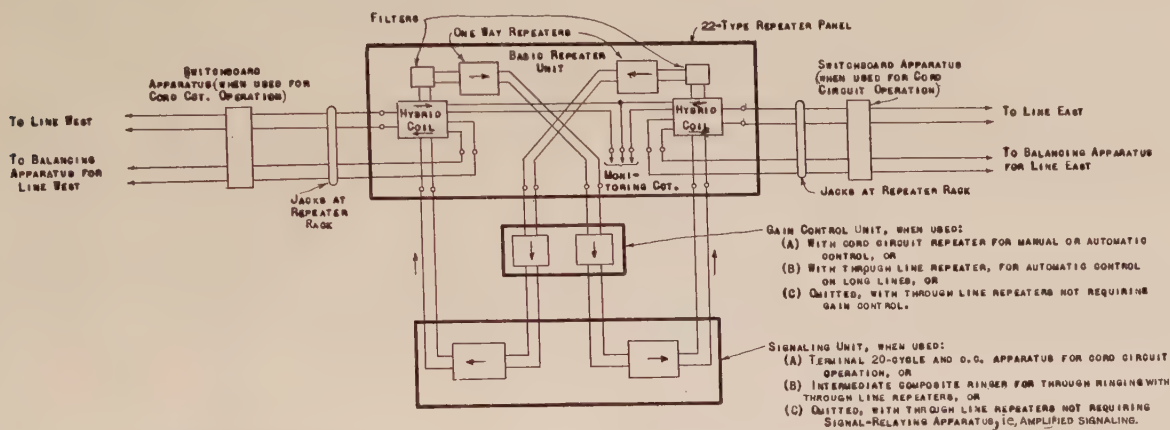 FILTERS
22-TYPE REPEATER PANEL
ONE WAY REPEATERS
BASIC REPEATER
UNIT
SWITCHBOARD
APPARATUS (WHEN USED FOR
CORD CCT. OPERATION)
SWITCHBOARD APPARATUS
(WHEN USED FOR CORD
CIRCUIT OPERATION)
HYBRID
COIL
HYBRID
COIL
TO LINE WEST
TO LINE EAST
TO BALANCING
APPARATUS FOR
LINE WEST
TO BALANCING APPARATUS
FOR LINE EAST
MONI-
TORING CCT.
JACKS AT
REPEATER
RACK
JACKS AT REPEATER RACK
GAIN CONTROL UNIT, WHEN USED:
(A) WITH CORD CIRCUIT REPEATER FOR MANUAL OR AUTOMATIC
CONTROL, OR
(B) WITH THROUGH LINE REPEATER, FOR AUTOMATIC CONTROL
ON LONG LINES, OR
(C) OMITTED, WITH THROUGH LINE REPEATERS NOT REQUIRING
GAIN CONTROL.
SIGNALING UNIT, WHEN USED:
(A) TERMINAL 20-CYCLE AND D.C. APPARATUS FOR CORD CIRCUIT
OPERATION, OR
(B) INTERMEDIATE COMPOSITE RINGER FOR THROUGH RINGING WITH
THROUGH LINE REPEATERS, OR
(C) OMITTED, WITH THROUGH LINE REPEATERS NOT REQUIRING
SIGNAL-RELAYING APPARATUS, ie, AMPLIFIED SIGNALING.